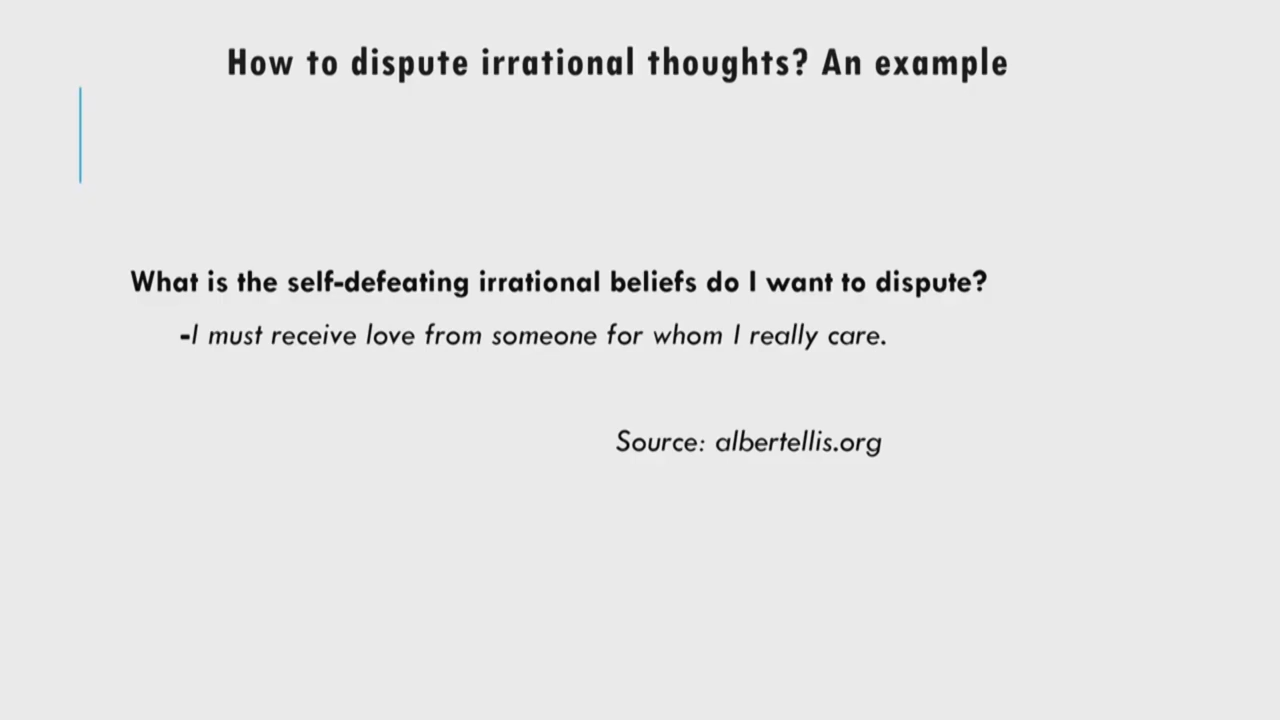 How to dispute irrational thoughts? An example
What is the self-defeating irrational beliefs do I want to dispute?
-I must receive love from someone for whom I really care.
Source: albertellis.org